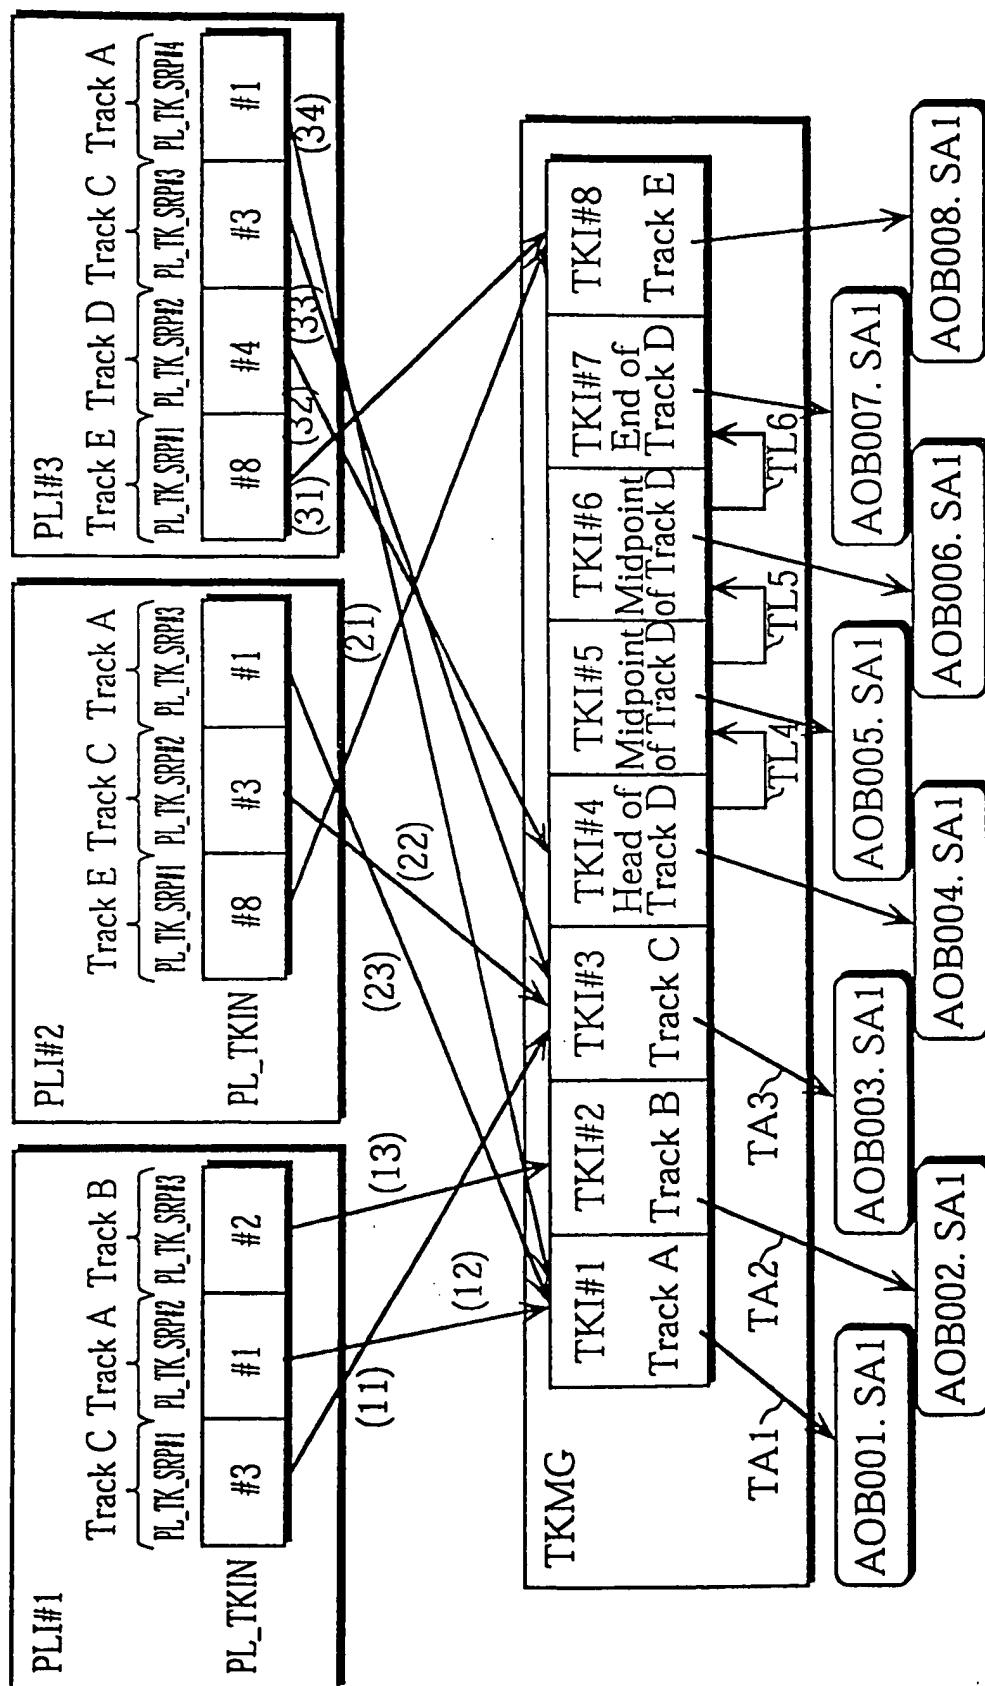 PLI#1
Track C Track A Track B
PL_TK_SRP#1 PL_TK_SRP#2 PL_TK_SRP#3
PL_TKIN #3 #1 #2
PLI#2
Track E Track C Track A
PL_TK_SRP#1 PL_TK_SRP#2 PL_TK_SRP#3
PL_TKIN #8 #3 #1
PLI#3
Track E Track D Track C Track A
PL_TK_SRP#1 PL_TK_SRP#2 PL_TK_SRP#3 PL_TK_SRP#4
#8 #4 #3 #1
(11) (12) (13) (23) (22) (21) (31) (32) (33) (34)
TKMG
TKI#1 TKI#2 TKI#3 TKI#4 TKI#5 TKI#6 TKI#7 TKI#8
Head of Midpoint Midpoint End of
Track A Track B Track C Track D of Track D of Track D Track D Track E
TA1 TA2 TA3 TL4 TL5 TL6
AOB001. SA1 AOB003. SA1 AOB005. SA1 AOB007. SA1
AOB002. SA1 AOB004. SA1 AOB006. SA1 AOB008. SA1